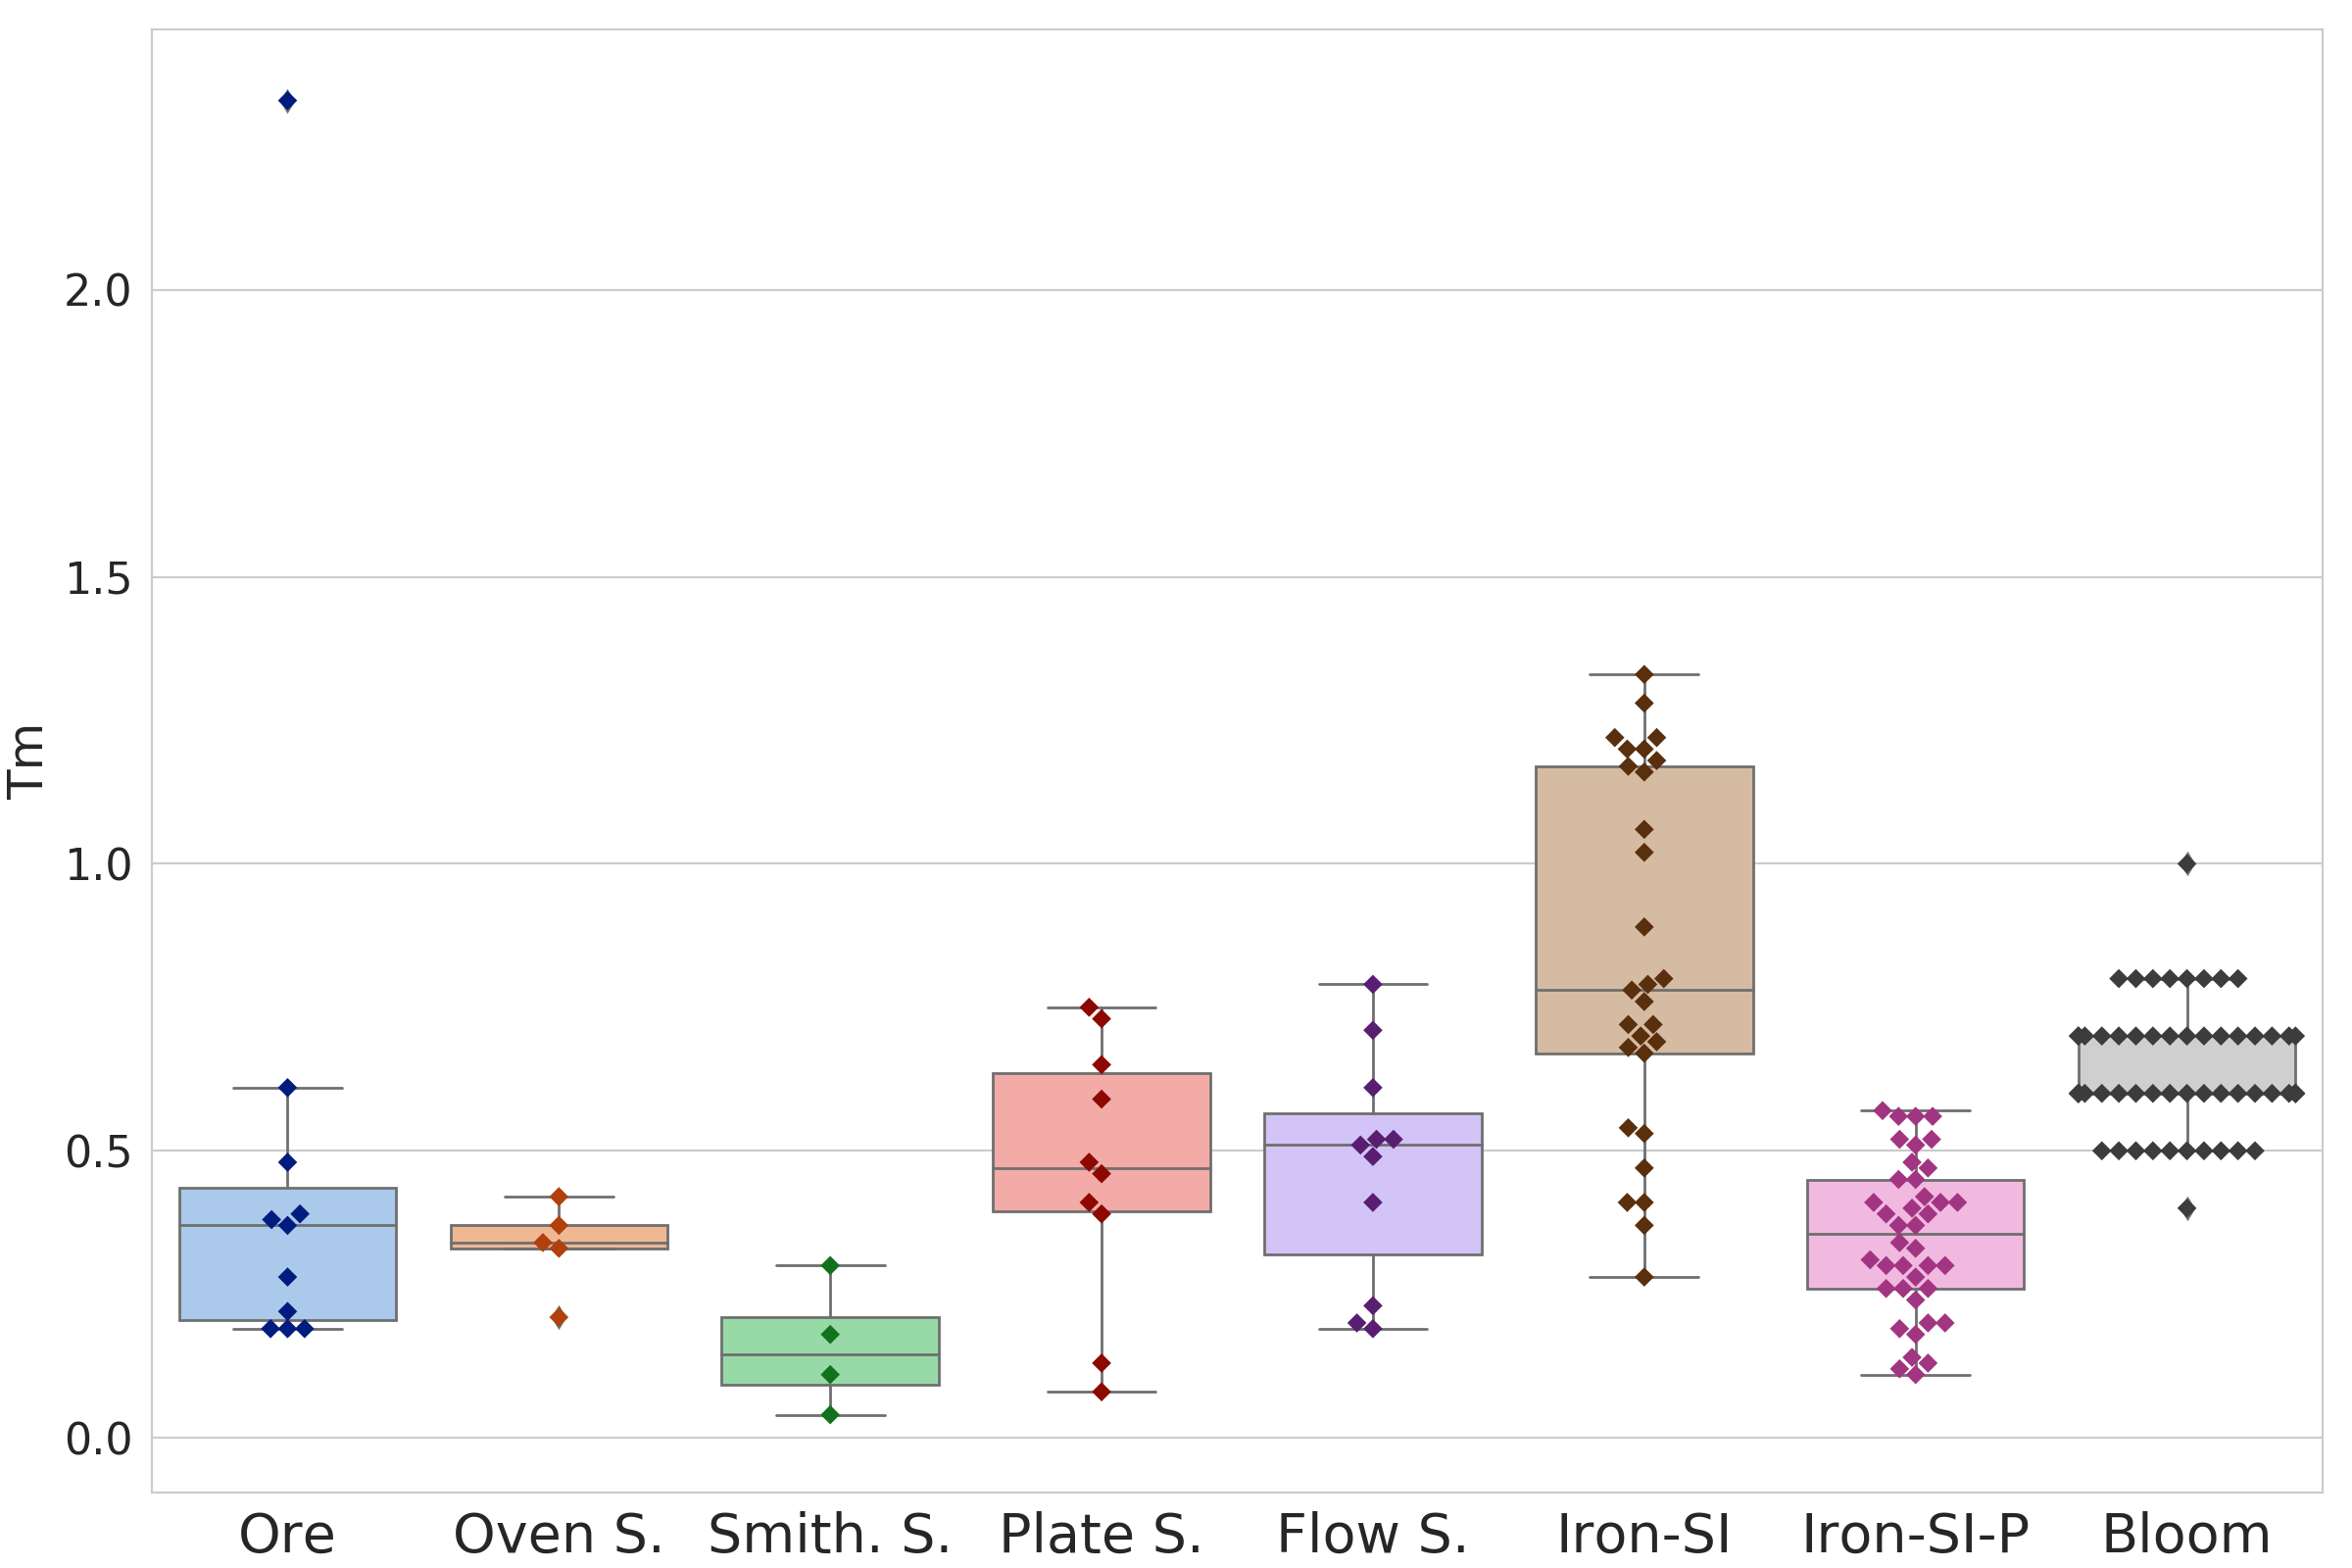 Tm
2.0
1.5
1.0
0.5
0.0
Ore Oven S. Smith. S. Plate S. Flow S. Iron-SI Iron-SI-P Bloom